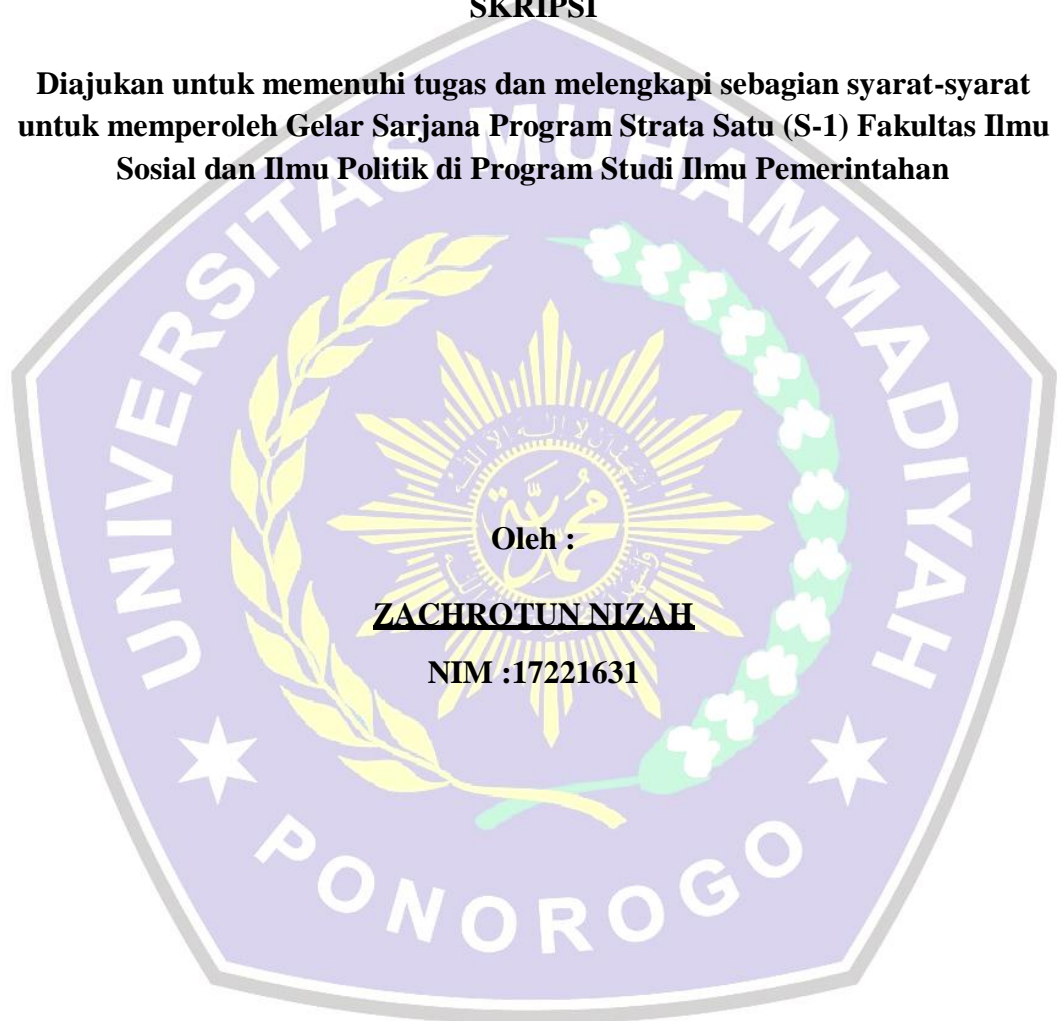 SKRIPSI
Diajukan untuk memenuhi tugas dan melengkapi sebagian syarat-syarat
untuk memperoleh Gelar Sarjana Program Strata Satu (S-1) Fakultas Ilmu
Sosial dan Ilmu Politik di Program Studi Ilmu Pemerintahan
UNIVERSITAS MUHAMMADIYAH
محمدية
Oleh :
ZACHROTUN NIZAH
NIM :17221631
PONOROGO